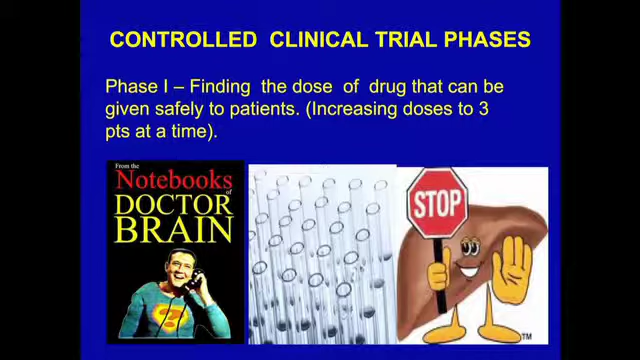 CONTROLLED CLINICAL TRIAL PHASES
Phase I – Finding the dose of drug that can be
given safely to patients. (Increasing doses to 3
pts at a time).
From the
Notebooks
of
DOCTOR
BRAIN
?
STOP
TM